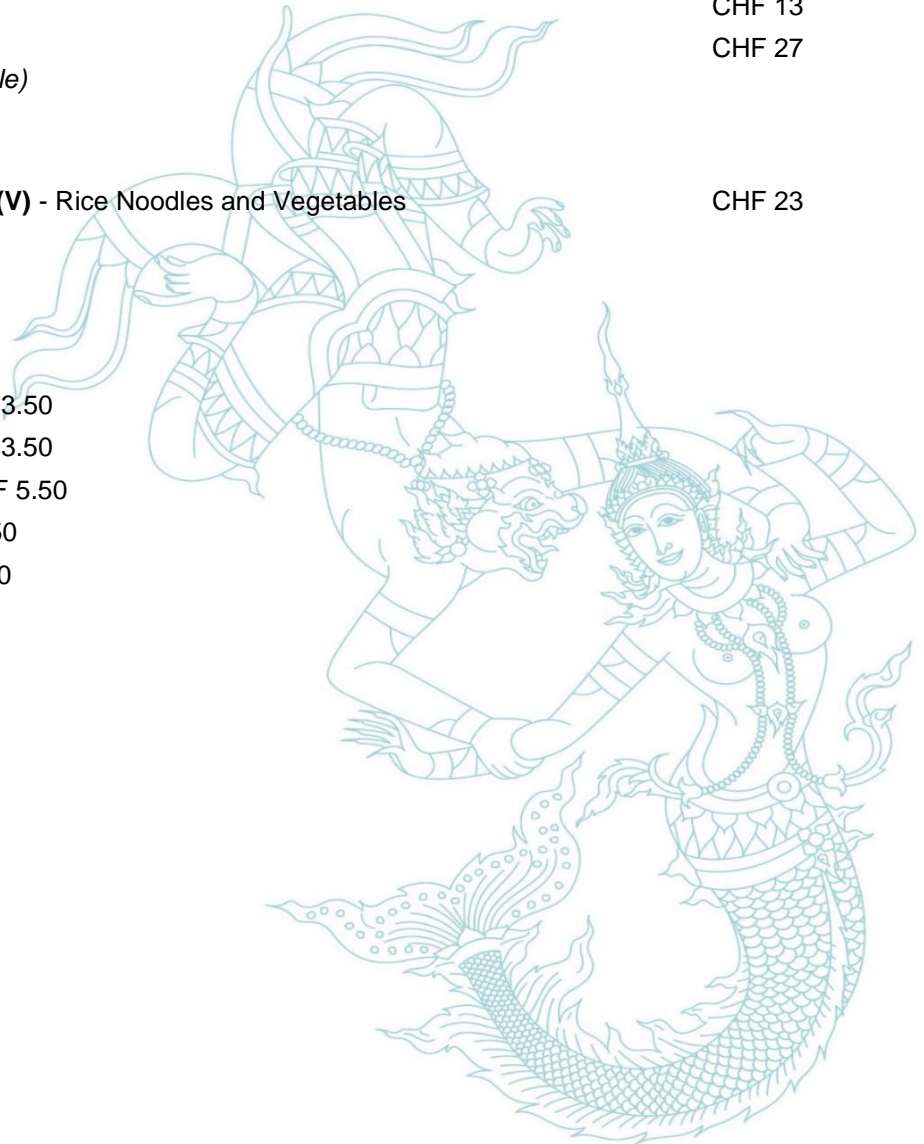 CHF 13
CHF 27
le)
(V) - Rice Noodles and Vegetables CHF 23
3.50
3.50
F 5.50
50
0